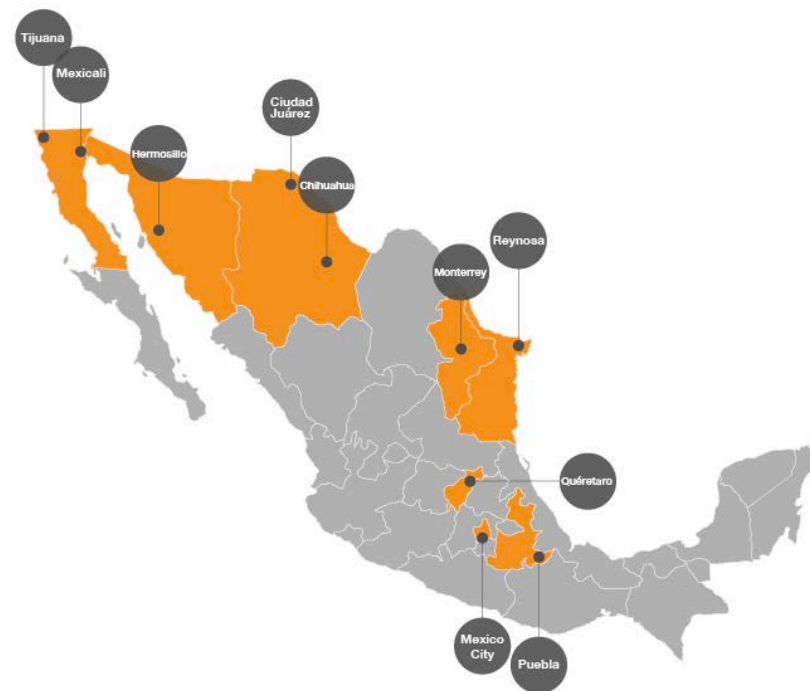 Tijuana
Mexicali
Ciudad
Juárez
Hermosillo
Chihuahua
Reynosa
Monterrey
Quéretaro
Mexico
City
Puebla